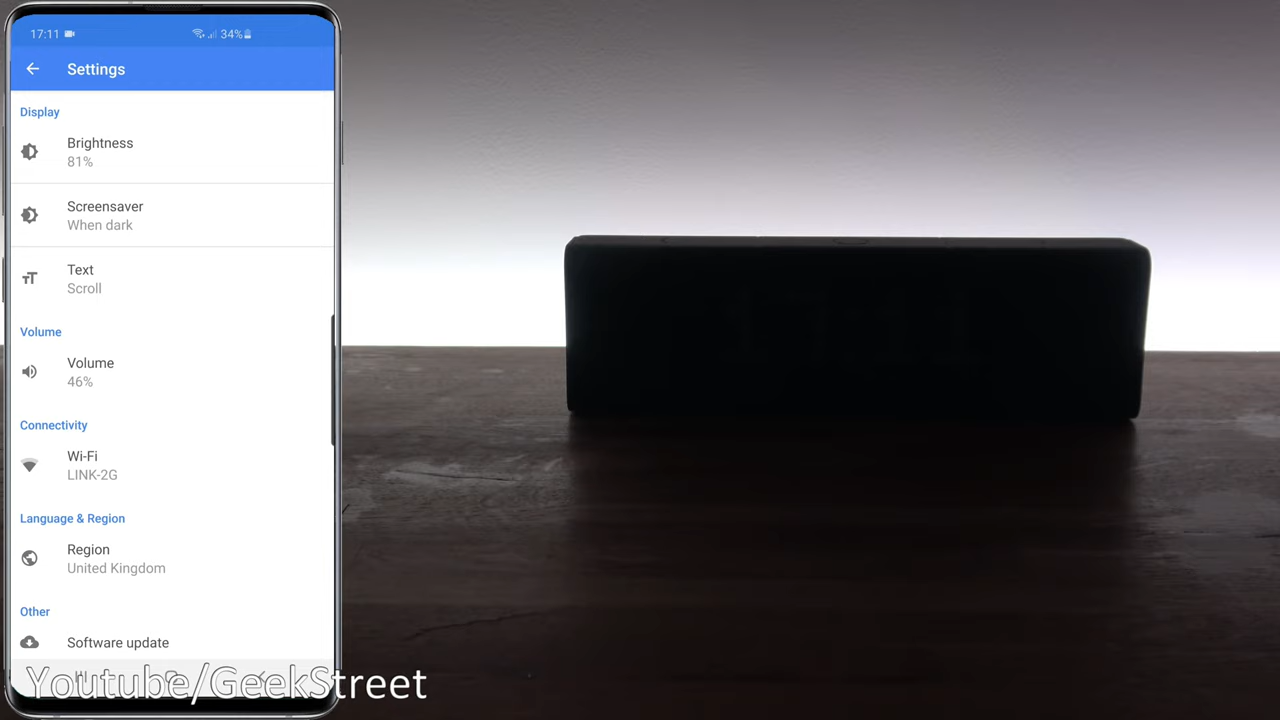 17:11 34%
Settings
Display
Brightness
81%
Screensaver
When dark
Text
Scroll
Volume
Volume
46%
Connectivity
Wi-Fi
LINK-2G
Language & Region
Region
United Kingdom
Other
Software update
Youtube/GeekStreet